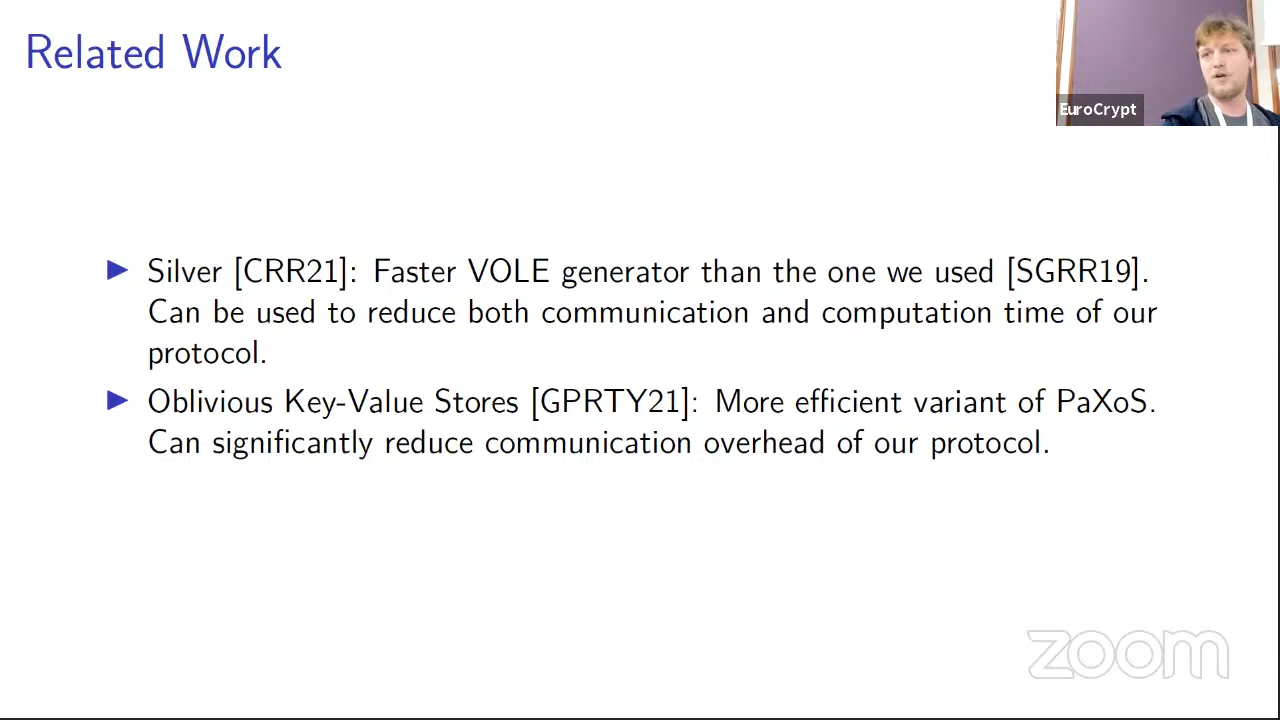 Related Work
EuroCrypt
▶ Silver [CRR21]: Faster VOLE generator than the one we used [SGRR19].
Can be used to reduce both communication and computation time of our
protocol.
▶ Oblivious Key-Value Stores [GPRTY21]: More efficient variant of PaXoS.
Can significantly reduce communication overhead of our protocol.
zoom